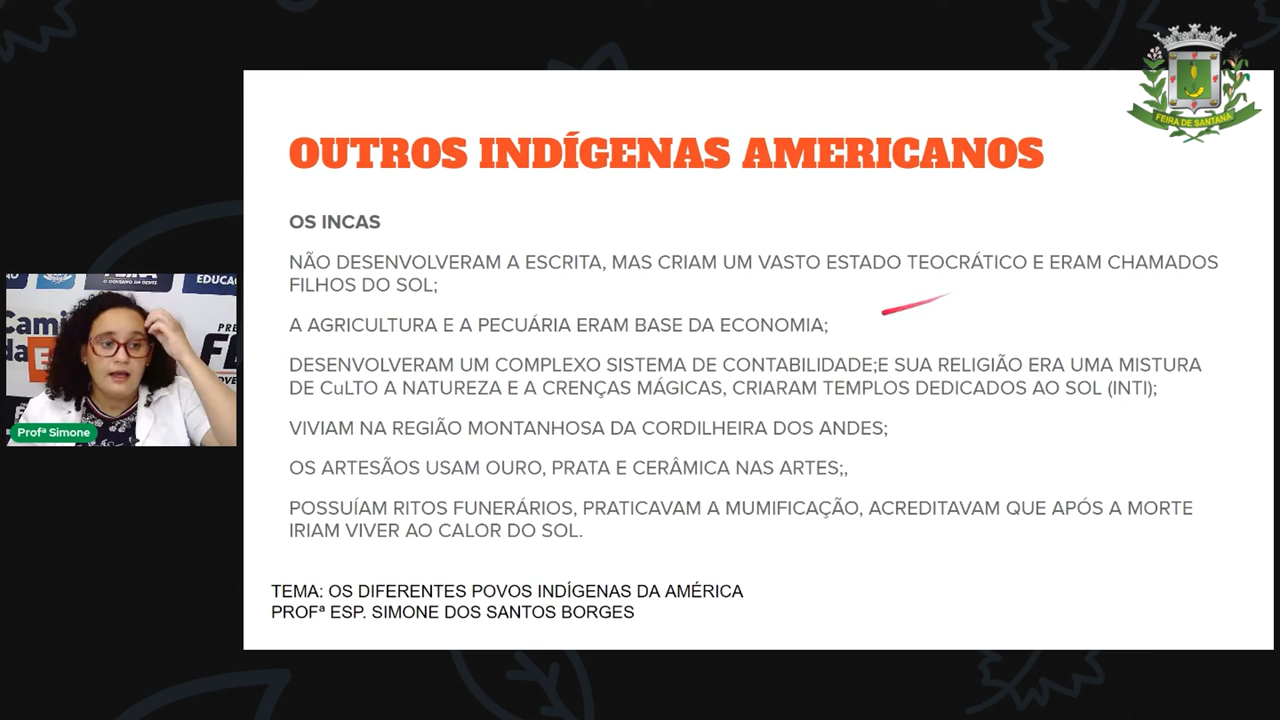 FEIRA DE SANTANA
OUTROS INDÍGENAS AMERICANOS
OS INCAS
NÃO DESENVOLVERAM A ESCRITA, MAS CRIAM UM VASTO ESTADO TEOCRÁTICO E ERAM CHAMADOS
FILHOS DO SOL;
A AGRICULTURA E A PECUÁRIA ERAM BASE DA ECONOMIA;
DESENVOLVERAM UM COMPLEXO SISTEMA DE CONTABILIDADE;E SUA RELIGIÃO ERA UMA MISTURA
DE CuLTO A NATUREZA E A CRENÇAS MÁGICAS, CRIARAM TEMPLOS DEDICADOS AO SOL (INTI);
VIVIAM NA REGIÃO MONTANHOSA DA CORDILHEIRA DOS ANDES;
OS ARTESÃOS USAM OURO, PRATA E CERÂMICA NAS ARTES;,
POSSUÍAM RITOS FUNERÁRIOS, PRATICAVAM A MUMIFICAÇÃO, ACREDITAVAM QUE APÓS A MORTE
IRIAM VIVER AO CALOR DO SOL.
TEMA: OS DIFERENTES POVOS INDÍGENAS DA AMÉRICA
PROFª ESP. SIMONE DOS SANTOS BORGES
Profª Simone